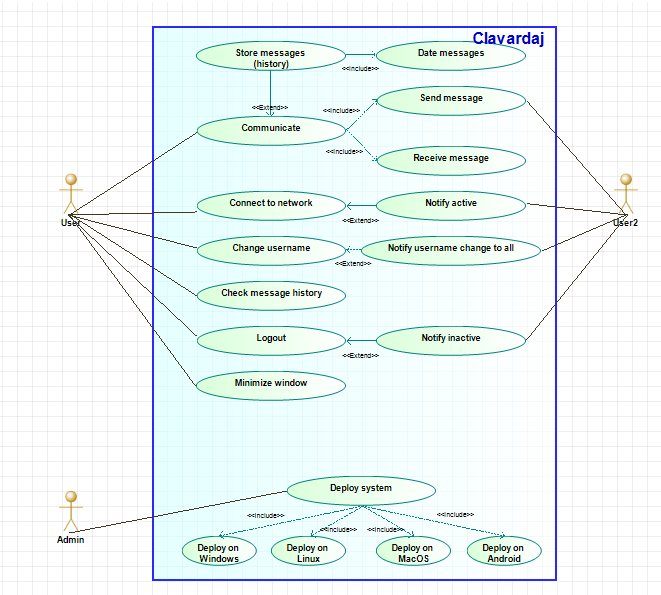 Clavardaj
Store messages
(history)
Date messages
<<Include>>
Send message
<<Extend>>
<<Include>>
Communicate
<<Include>>
Receive message
User
User2
Connect to network
Notify active
<<Extend>>
Change username
Notify username change to all
<<Extend>>
Check message history
Logout
Notify inactive
<<Extend>>
Minimize window
Deploy system
Admin
<<Include>>
<<Include>>
<<Include>>
<<Include>>
Deploy on
Windows
Deploy on
Linux
Deploy on
MacOS
Deploy on
Android